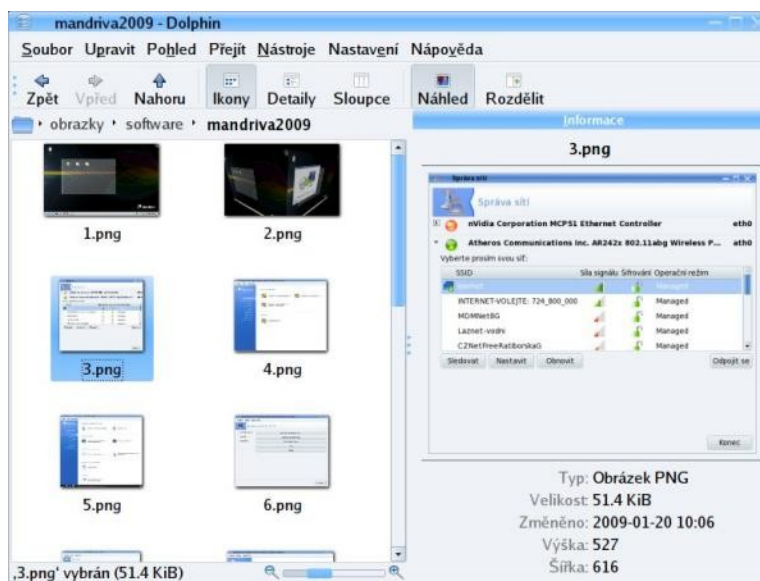 mandriva2009 - Dolphin
Soubor Upravit Pohled Přejít Nástroje Nastavení Nápověda
Zpět Vpřed Nahoru Ikony Detaily Sloupce Náhled Rozdělit
obrazky software mandriva2009
Informace
1.png 2.png
3.png 4.png
5.png 6.png
3.png
Správa sítí
Správa sítí
nVidia Corporation MCP51 Ethernet Controller eth0
Atheros Communications Inc. AR242x 802.11abg Wireless P... ath0
Vyberte prosím svou síť:
SSID Síla signálu Šifrování Operační režim
Managed
INTERNET-VOLEJTE: 724_800_000 Managed
MDMNetBG Managed
Laznet-vodni Managed
CZNetFreeRatiborskaG Managed
Sledovat Nastavit Obnovit Odpojit se
Konec
Typ: Obrázek PNG
Velikost: 51.4 KiB
Změněno: 2009-01-20 10:06
Výška: 527
Šířka: 616
‚3.png‘ vybrán (51.4 KiB)